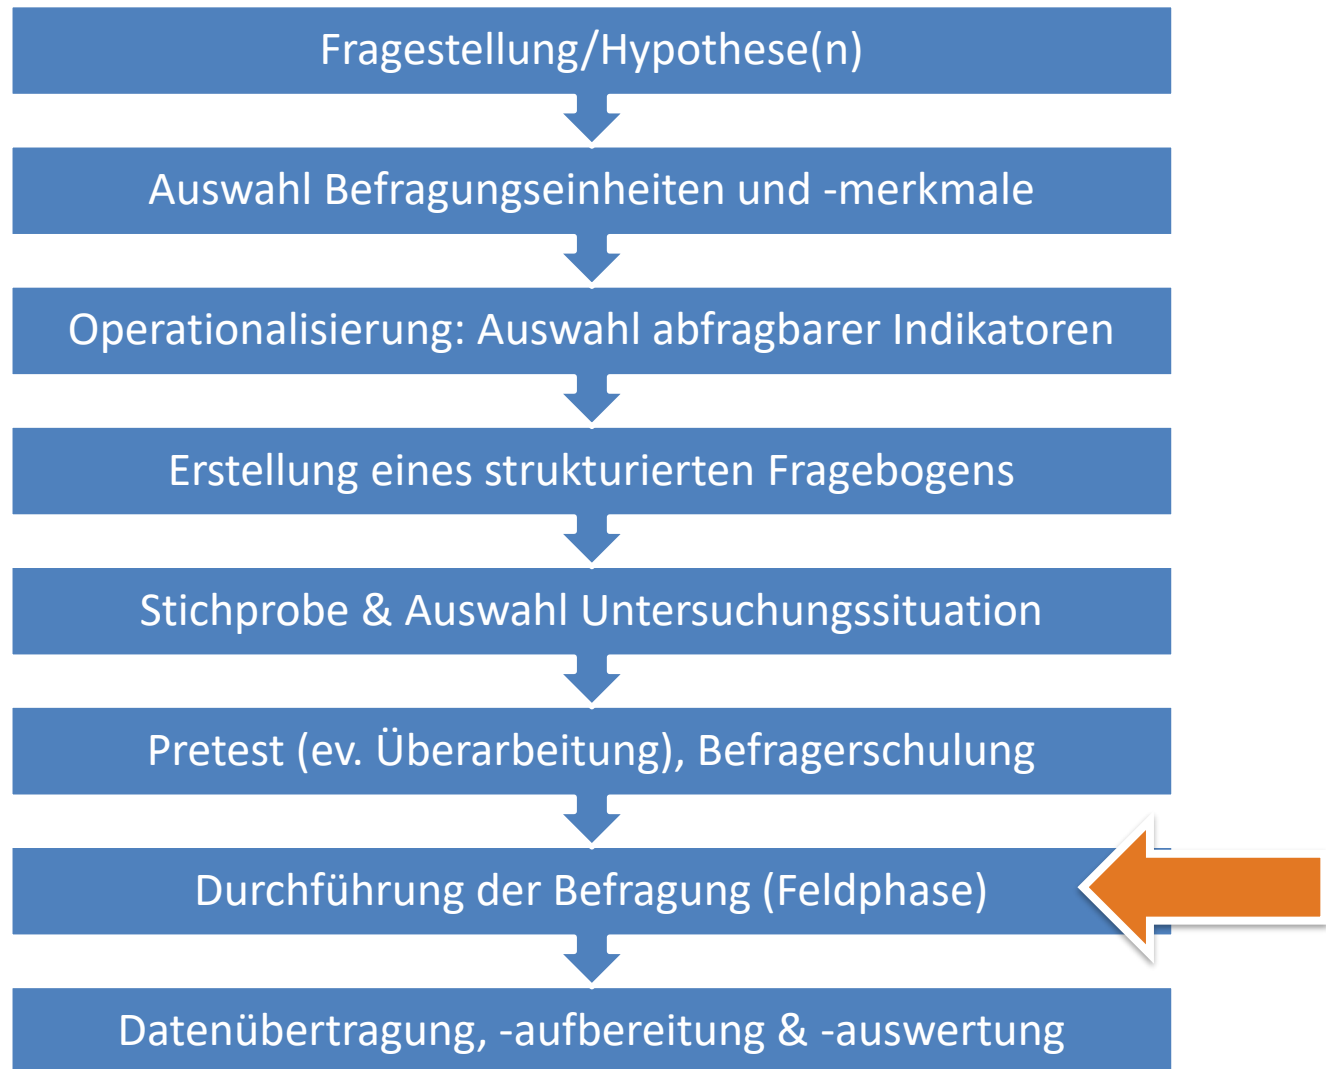 Fragestellung/Hypothese(n)
Auswahl Befragungseinheiten und -merkmale
Operationalisierung: Auswahl abfragbarer Indikatoren
Erstellung eines strukturierten Fragebogens
Stichprobe & Auswahl Untersuchungssituation
Pretest (ev. Überarbeitung), Befragerschulung
Durchführung der Befragung (Feldphase)
Datenübertragung, -aufbereitung & -auswertung